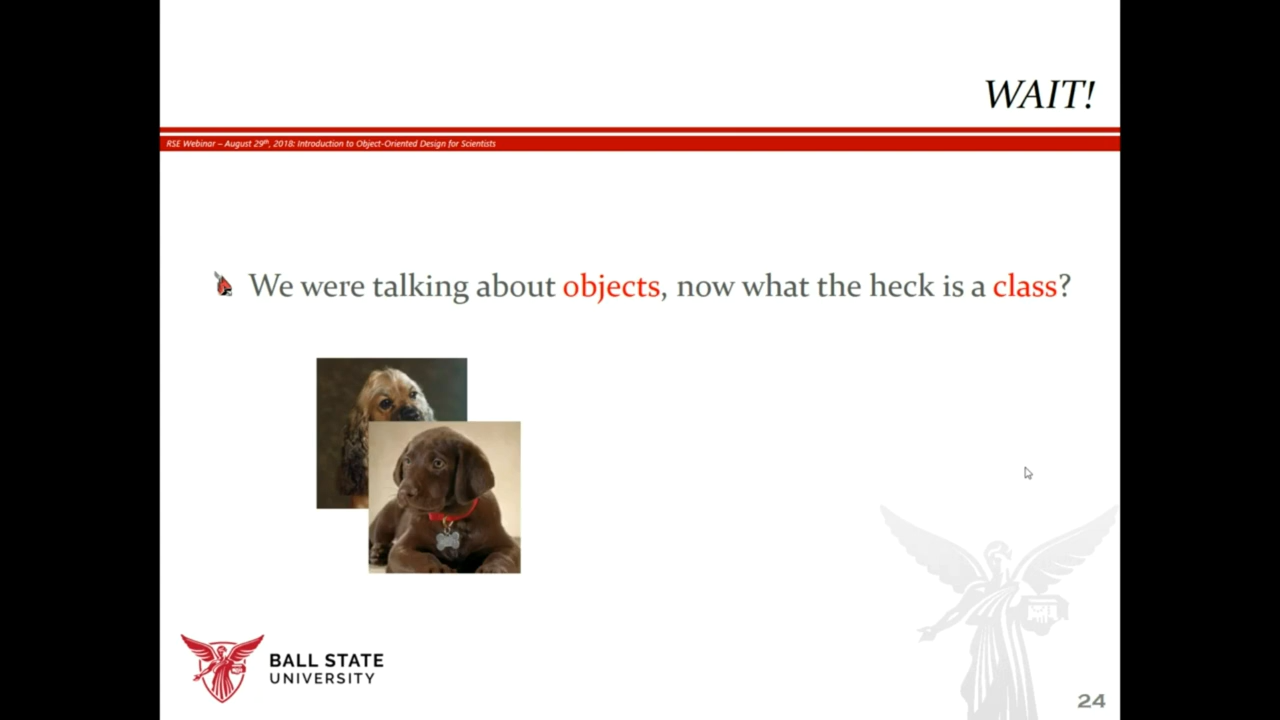 WAIT!
RSE Webinar – August 29th, 2018: Introduction to Object-Oriented Design for Scientists
We were talking about objects, now what the heck is a class?
BALL STATE
UNIVERSITY
24